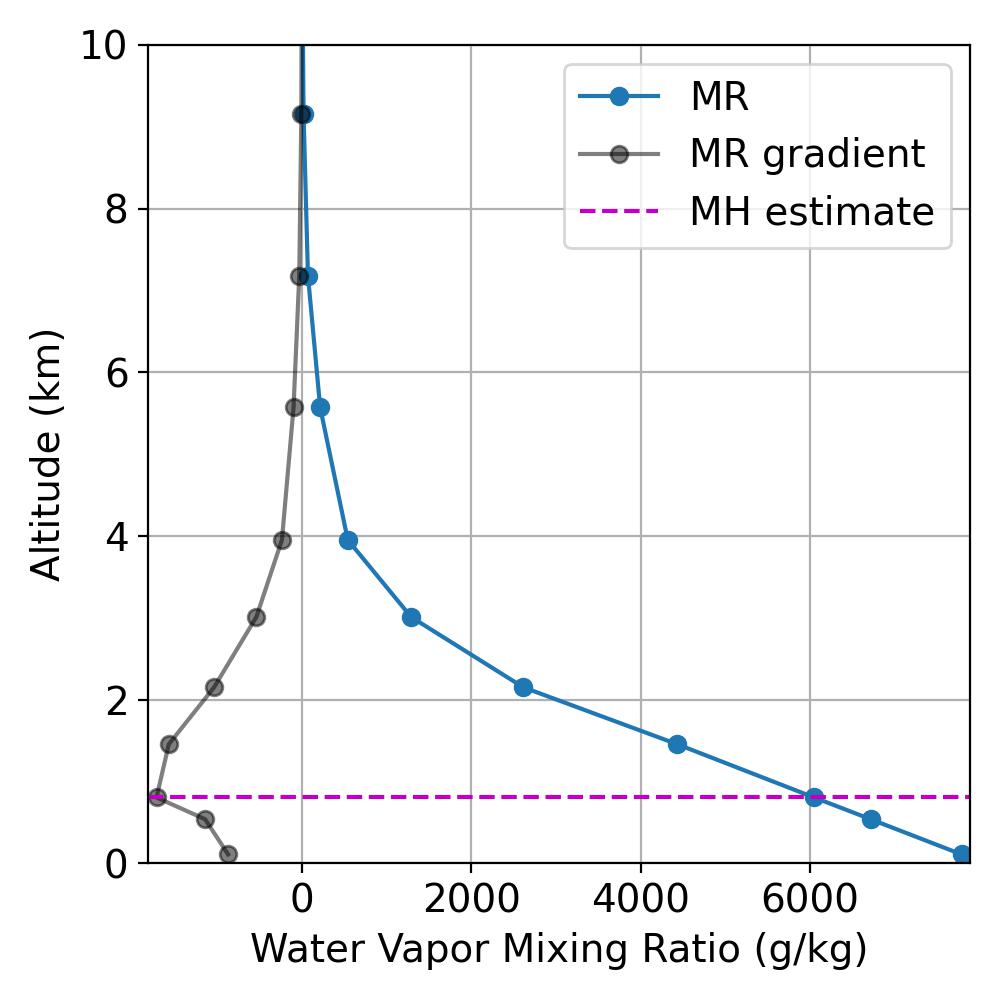 10
8
6
4
2
0
Altitude (km)
MR
MR gradient
MH estimate
0 2000 4000 6000
Water Vapor Mixing Ratio (g/kg)